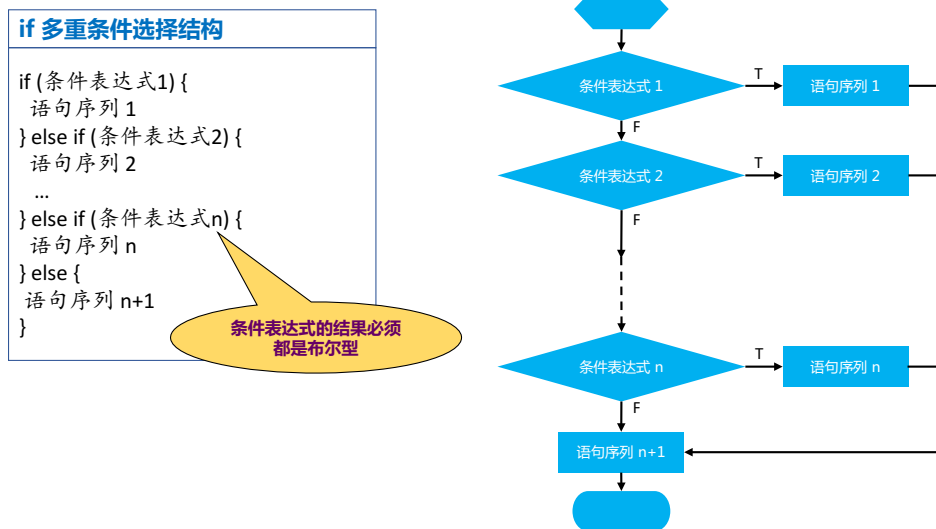 if 多重条件选择结构
if (条件表达式1) {
语句序列 1
} else if (条件表达式2) {
语句序列 2
...
} else if (条件表达式n) {
语句序列 n
} else {
语句序列 n+1
}
条件表达式的结果必须
都是布尔型
条件表达式 1
T
语句序列 1
F
条件表达式 2
T
语句序列 2
F
条件表达式 n
T
语句序列 n
F
语句序列 n+1